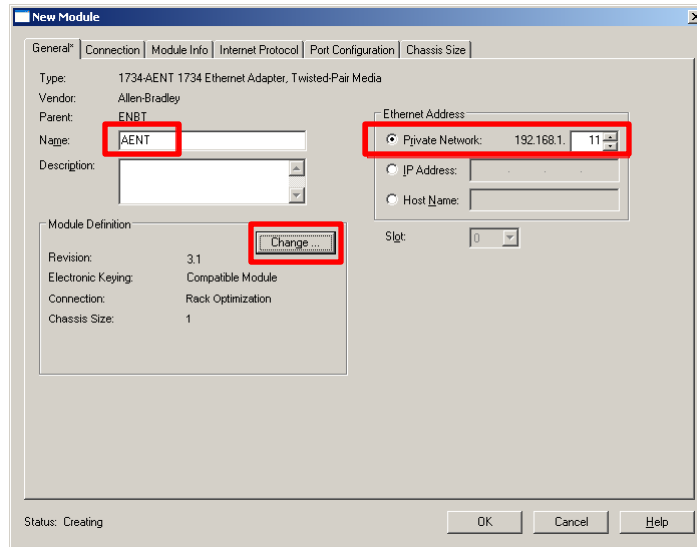 New Module
General* Connection Module Info Internet Protocol Port Configuration Chassis Size
Type: 1734-AENT 1734 Ethernet Adapter, Twisted-Pair Media
Vendor: Allen-Bradley
Parent: ENBT
Name: AENT
Description:
Ethernet Address
Private Network: 192.168.1. 11
IP Address: . . .
Host Name:
Slot: 0
Module Definition
Change ...
Revision: 3.1
Electronic Keying: Compatible Module
Connection: Rack Optimization
Chassis Size: 1
Status: Creating
OK Cancel Help